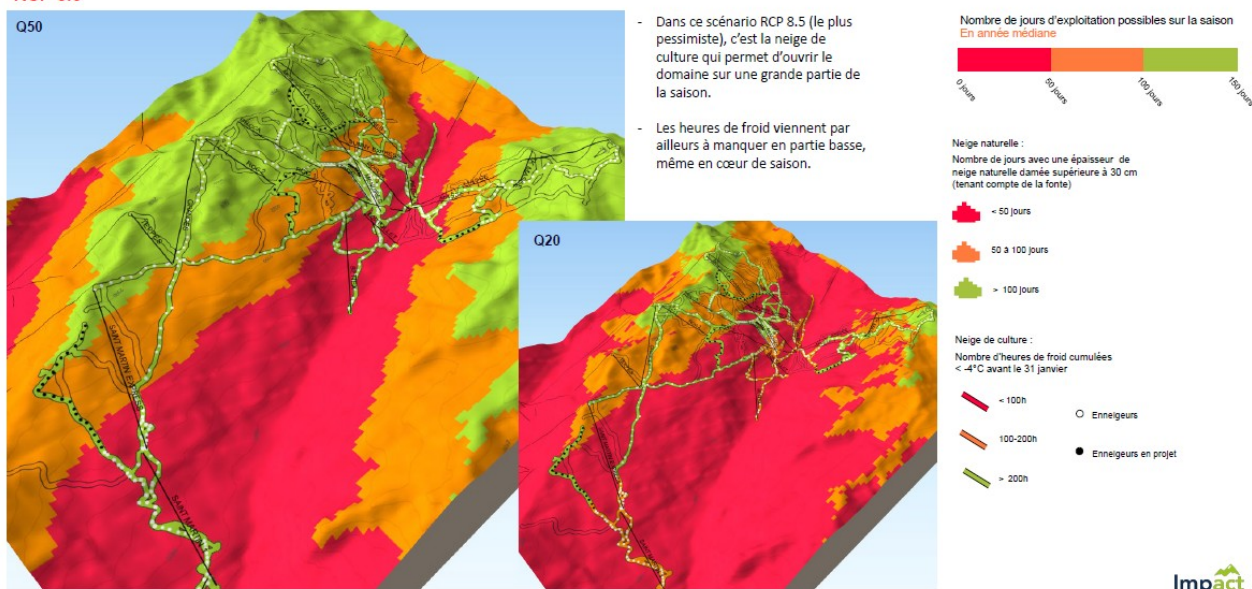 Q50
- Dans ce scénario RCP 8.5 (le plus
pessimiste), c'est la neige de
culture qui permet d'ouvrir le
domaine sur une grande partie de
la saison.
- Les heures de froid viennent par
ailleurs à manquer en partie basse,
même en cœur de saison.
Nombre de jours d'exploitation possibles sur la saison
En année médiane
0 jours
50 jours
100 jours
150 jours
Neige naturelle :
Nombre de jours avec une épaisseur de
neige naturelle damée supérieure à 30 cm
(tenant compte de la fonte)
< 50 jours
50 à 100 jours
> 100 jours
Neige de culture :
Nombre d'heures de froid cumulées
< -4°C avant le 31 janvier
< 100h
100-200h
> 200h
Enneigeurs
Enneigeurs en projet
Q20
SAINT MARTIN EXPRESS
SAINT MARTIN
Impact